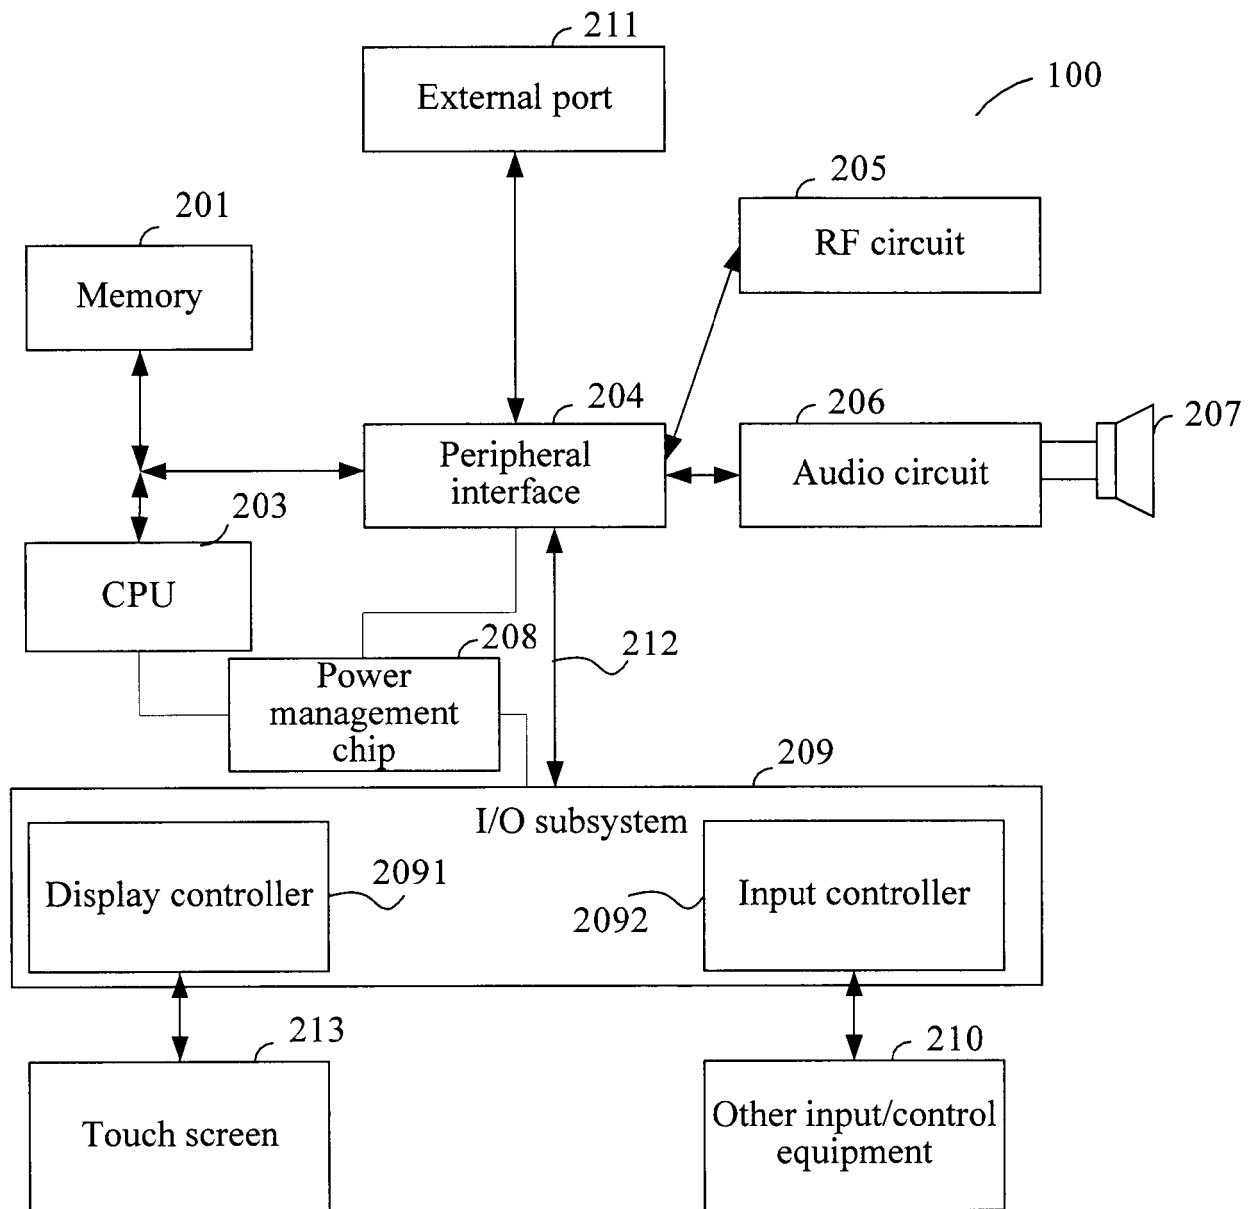 211
External port
100
205
RF circuit
201
Memory
204
Peripheral
interface
206
Audio circuit
207
203
CPU
208
Power
management
chip
212
209
I/O subsystem
Display controller
2091
2092
Input controller
213
Touch screen
210
Other input/control
equipment